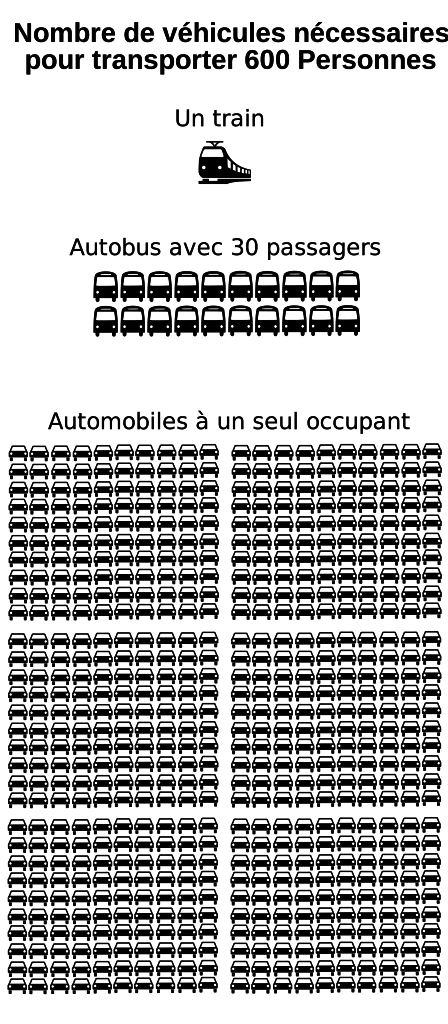 Nombre de véhicules nécessaires
pour transporter 600 Personnes
Un train
Autobus avec 30 passagers
Automobiles à un seul occupant